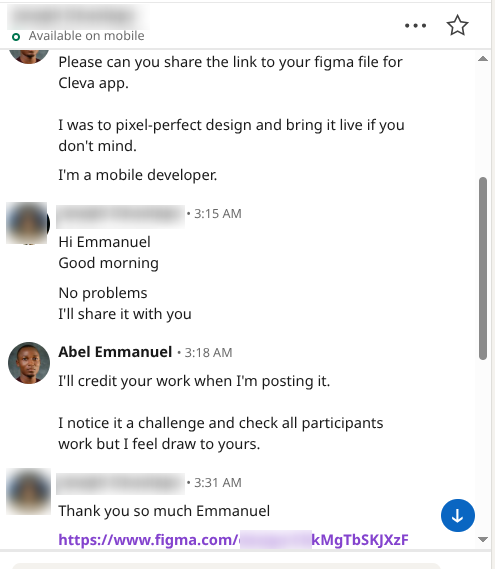 Available on mobile
Please can you share the link to your figma file for
Cleva app.
I was to pixel-perfect design and bring it live if you
don't mind.
I'm a mobile developer.
• 3:15 AM
Hi Emmanuel
Good morning
No problems
I'll share it with you
Abel Emmanuel • 3:18 AM
I'll credit your work when I'm posting it.
I notice it a challenge and check all participants
work but I feel draw to yours.
• 3:31 AM
Thank you so much Emmanuel
https://www.figma.com/ kMgTbSKJXzF